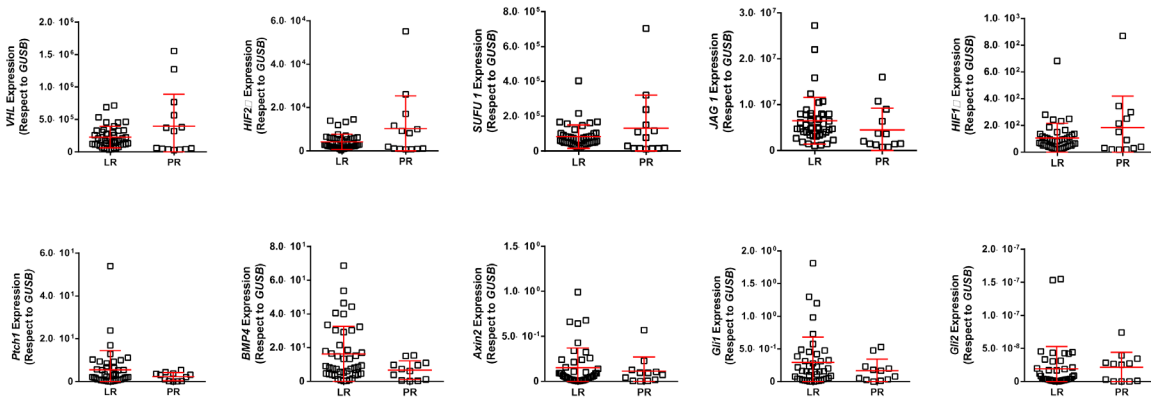 VHL Expression
(Respect to GUSB)
2.0· 10⁶
1.5· 10⁶
1.0· 10⁶
5.0· 10⁵
0
LR PR
HIF2□ Expression
(Respect to GUSB)
6.0· 10⁴
4.0· 10⁴
2.0· 10⁴
0
LR PR
SUFU 1 Expression
(Respect to GUSB)
8.0· 10⁵
6.0· 10⁵
4.0· 10⁵
2.0· 10⁵
0
LR PR
JAG 1 Expression
(Respect to GUSB)
3.0· 10⁷
2.0· 10⁷
1.0· 10⁷
0
LR PR
HIF1□ Expression
(Respect to GUSB)
1.0· 10³
8.0· 10²
6.0· 10²
4.0· 10²
2.0· 10²
0
LR PR
Ptch1 Expression
(Respect to GUSB)
6.0· 10¹
4.0· 10¹
2.0· 10¹
0
LR PR
BMP4 Expression
(Respect to GUSB)
8.0· 10¹
6.0· 10¹
4.0· 10¹
2.0· 10¹
0
LR PR
Axin2 Expression
(Respect to GUSB)
1.5· 10⁰
1.0· 10⁰
5.0· 10⁻¹
0
LR PR
Gli1 Expression
(Respect to GUSB)
2.0· 10⁰
1.5· 10⁰
1.0· 10⁰
5.0· 10⁻¹
0
LR PR
Gli2 Expression
(Respect to GUSB)
2.0· 10⁻⁷
1.5· 10⁻⁷
1.0· 10⁻⁷
5.0· 10⁻⁸
0
LR PR